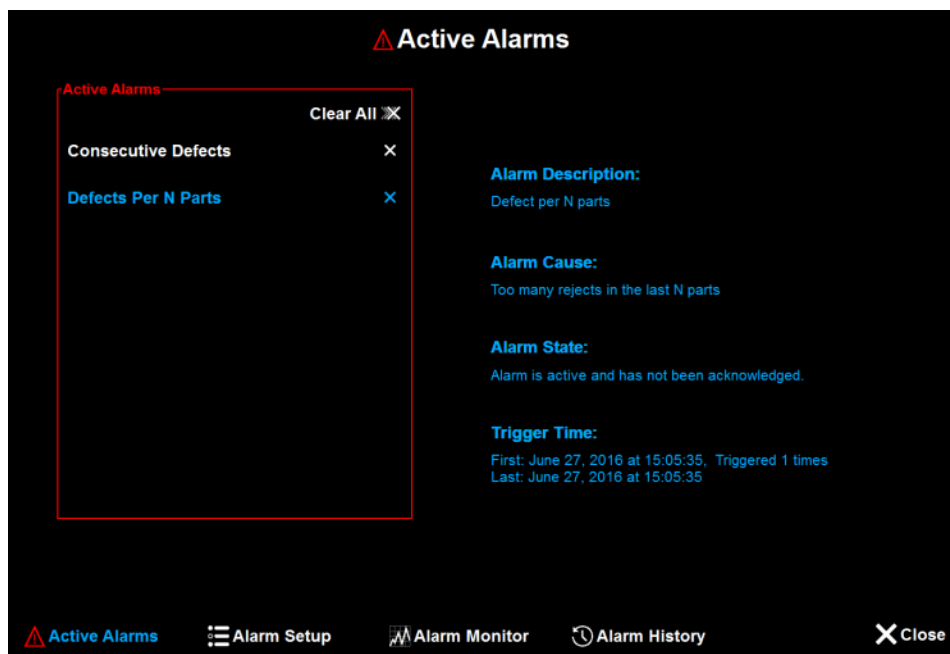 Active Alarms
Active Alarms
Clear All
Consecutive Defects
Defects Per N Parts
Alarm Description:
Defect per N parts
Alarm Cause:
Too many rejects in the last N parts
Alarm State:
Alarm is active and has not been acknowledged.
Trigger Time:
First: June 27, 2016 at 15:05:35, Triggered 1 times
Last: June 27, 2016 at 15:05:35
Active Alarms Alarm Setup Alarm Monitor Alarm History Close